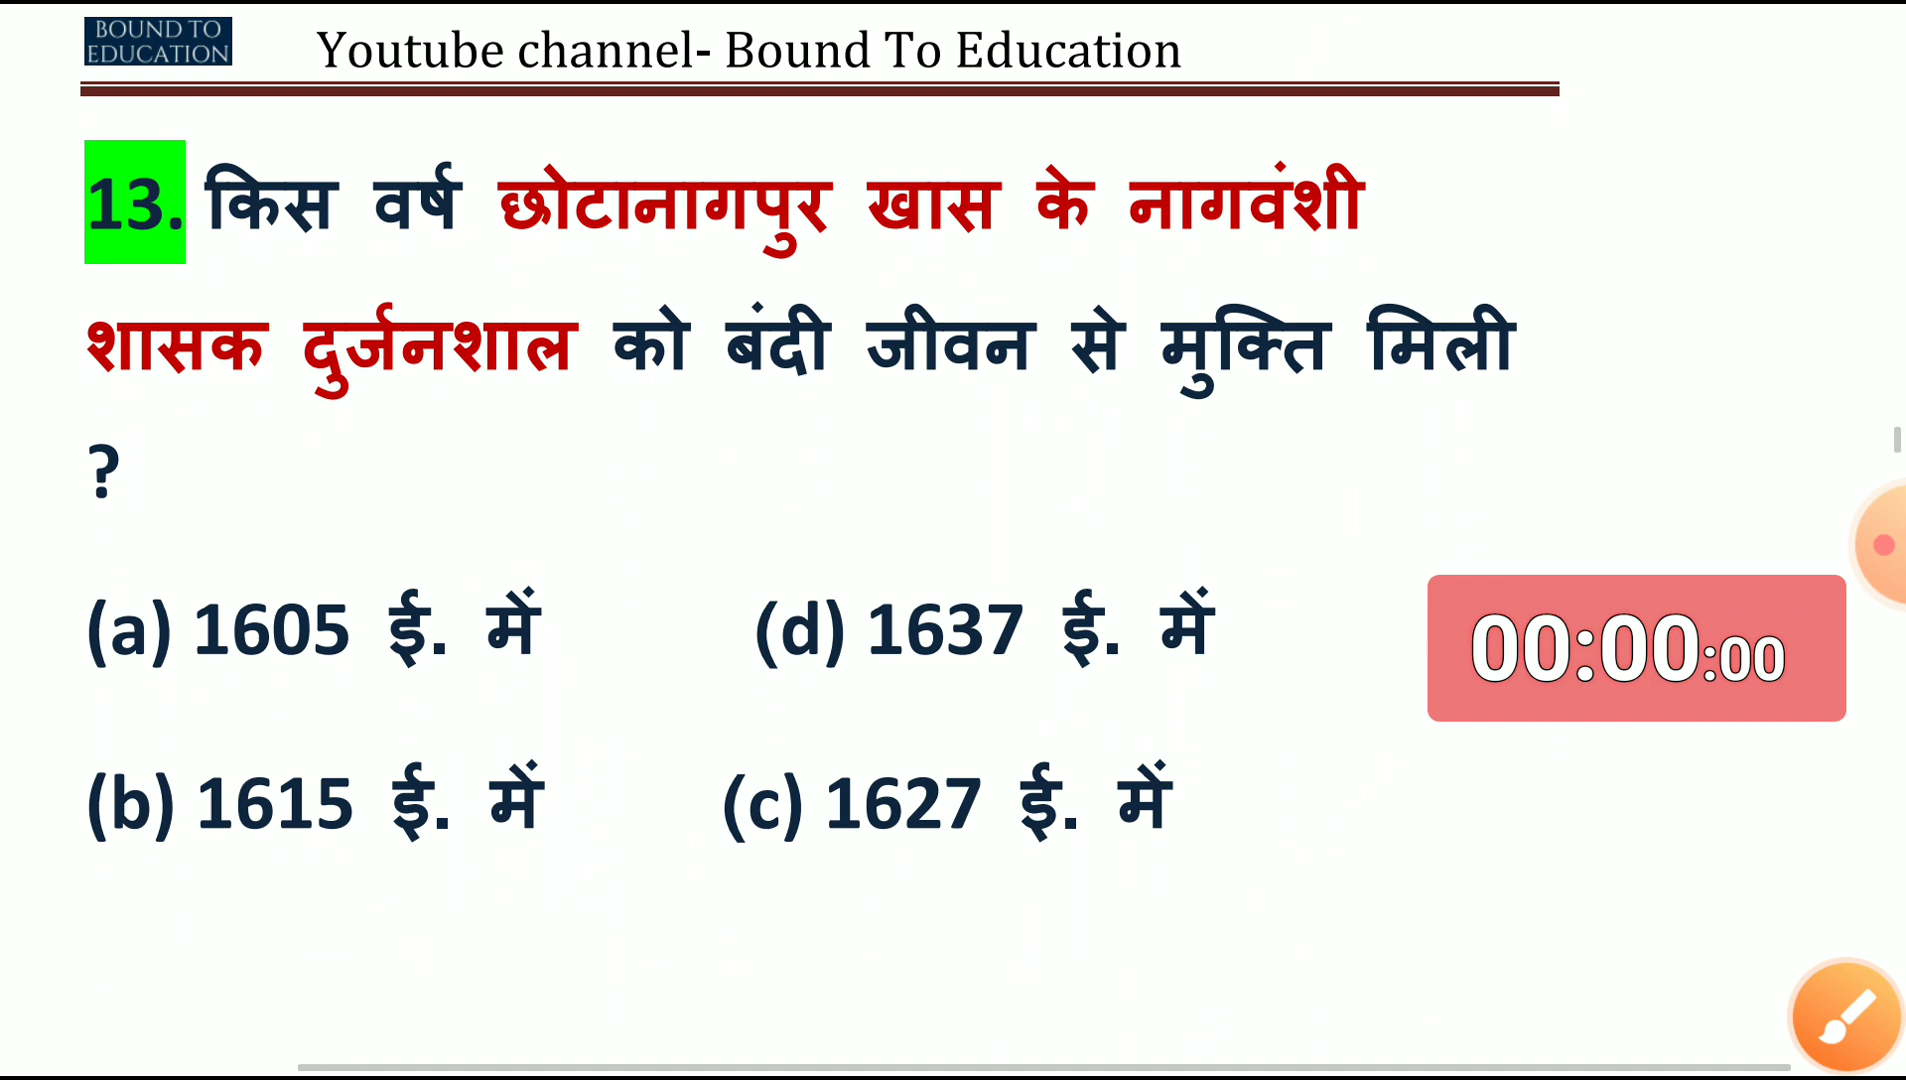 BOUND TO
EDUCATION
Youtube channel- Bound To Education
13. किस वर्ष छोटानागपुर खास के नागवंशी
शासक दुर्जनशाल को बंदी जीवन से मुक्ति मिली
?
(a) 1605 ई. में (d) 1637 ई. में
00:00:00
(b) 1615 ई. में (c) 1627 ई. में